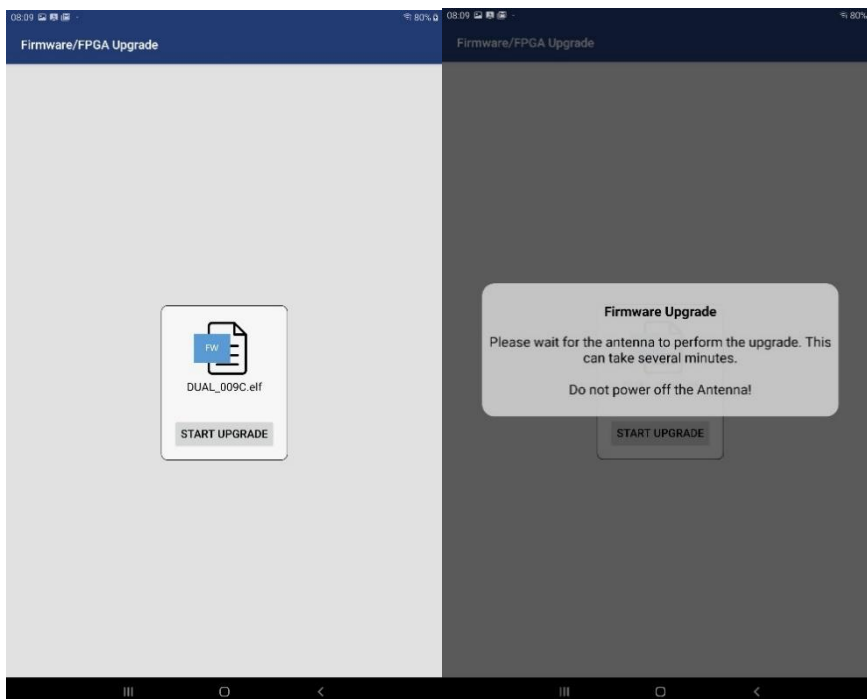 08:09
80%
Firmware/FPGA Upgrade
FW
DUAL_009C.elf
START UPGRADE
08:09
80%
Firmware/FPGA Upgrade
Firmware Upgrade
Please wait for the antenna to perform the upgrade. This
can take several minutes.
Do not power off the Antenna!
START UPGRADE